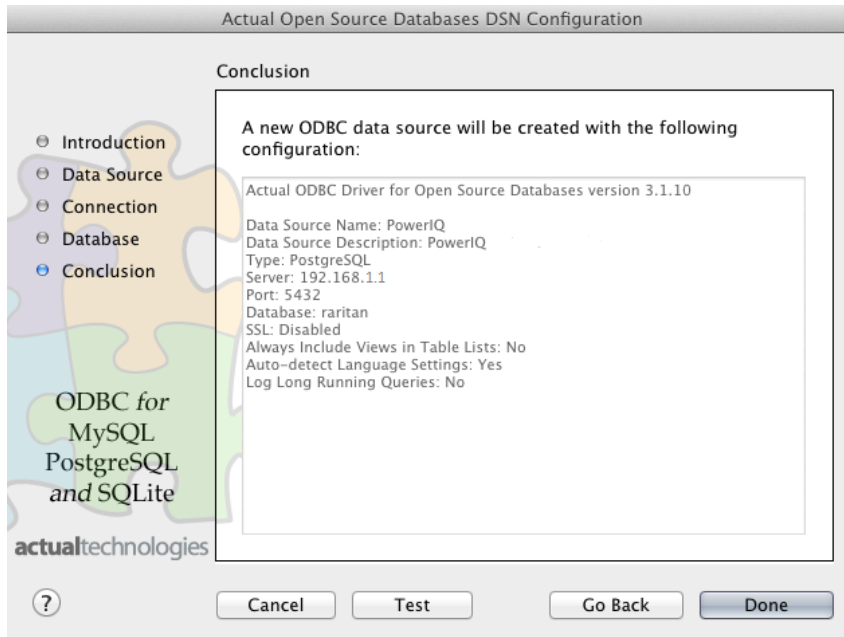 Actual Open Source Databases DSN Configuration
Conclusion
Introduction
Data Source
Connection
Database
Conclusion
ODBC for
MySQL
PostgreSQL
and SQLite
actualtechnologies
A new ODBC data source will be created with the following
configuration:
Actual ODBC Driver for Open Source Databases version 3.1.10
Data Source Name: PowerIQ
Data Source Description: PowerIQ
Type: PostgreSQL
Server: 192.168.1.1
Port: 5432
Database: raritan
SSL: Disabled
Always Include Views in Table Lists: No
Auto-detect Language Settings: Yes
Log Long Running Queries: No
?
Cancel
Test
Go Back
Done